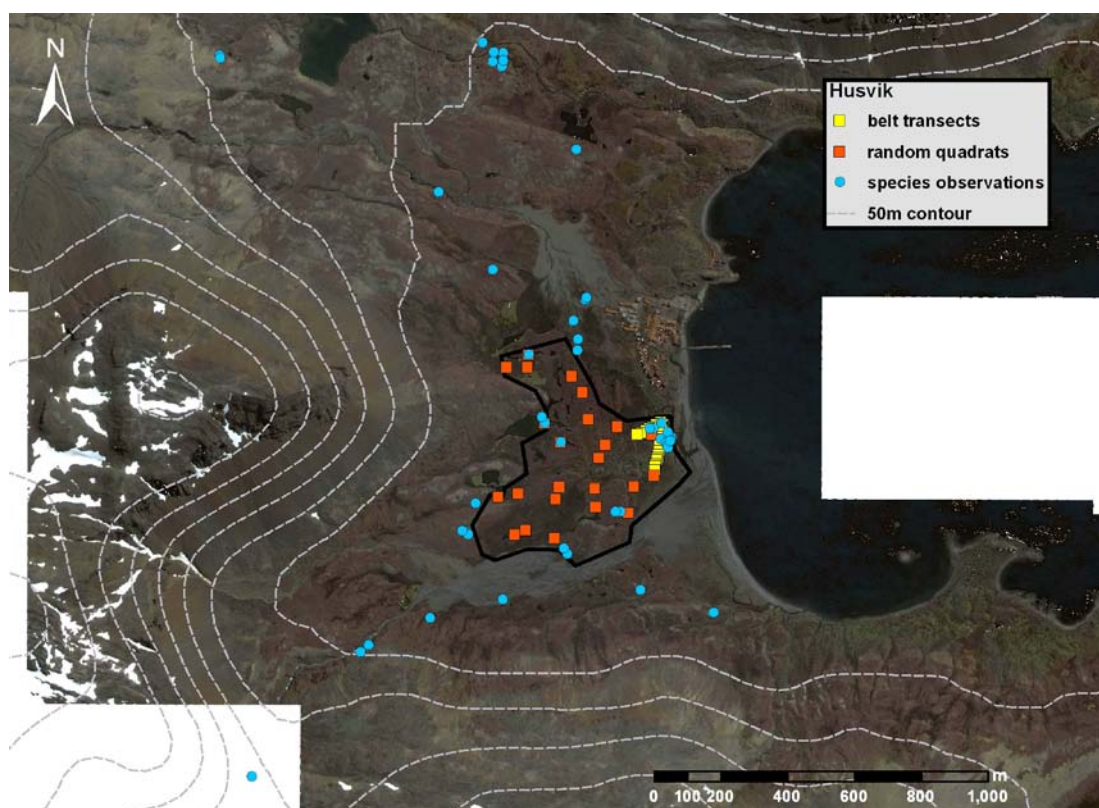 N
Husvik
belt transects
random quadrats
species observations
50m contour
m
0 100 200 400 600 800 1,000